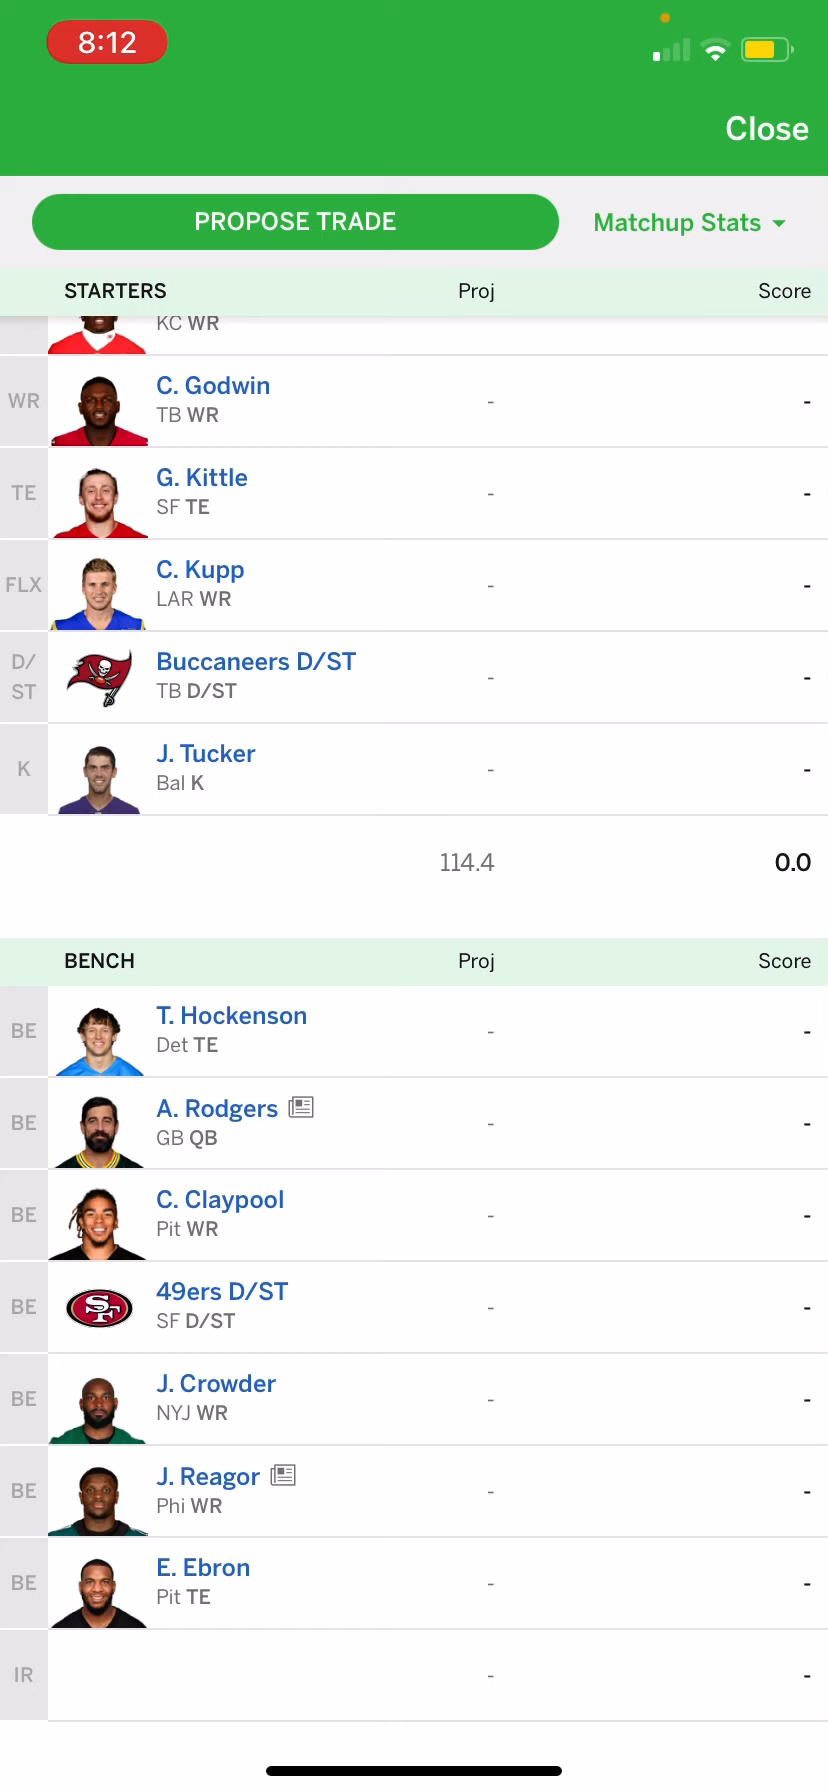 8:12
Close
PROPOSE TRADE Matchup Stats
STARTERS Proj Score
KC WR
WR C. Godwin - -
TB WR
TE G. Kittle - -
SF TE
FLX C. Kupp - -
LAR WR
D/ST Buccaneers D/ST - -
TB D/ST
K J. Tucker - -
Bal K
114.4 0.0
BENCH Proj Score
BE T. Hockenson - -
Det TE
BE A. Rodgers - -
GB QB
BE C. Claypool - -
Pit WR
BE 49ers D/ST - -
SF D/ST
BE J. Crowder - -
NYJ WR
BE J. Reagor - -
Phi WR
BE E. Ebron - -
Pit TE
IR - -